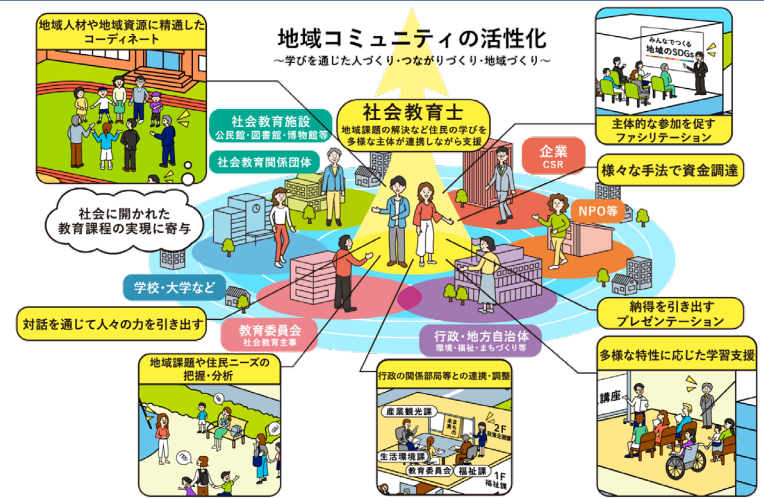 地域人材や地域資源に精通した
コーディネート
地域コミュニティの活性化
～学びを通じた人づくり・つながりづくり・地域づくり～
みんなでつくる
地域のSDGs
主体的な参加を促す
ファシリテーション
社会教育施設
公民館・図書館・博物館等
社会教育関係団体
社会教育士
地域課題の解決など住民の学びを
多様な主体が連携しながら支援
企業
CSR
様々な手法で資金調達
NPO等
社会に開かれた
教育課程の実現に寄与
学校・大学など
対話を通じて人々の力を引き出す
教育委員会
社会教育主事
行政・地方自治体
環境・福祉・まちづくり等
納得を引き出す
プレゼンテーション
地域課題や住民ニーズの
把握・分析
行政の関係部局等との連携・調整
産業観光課
まちの
未来
2F
生活環境課
教育委員会
福祉課
1F
福祉課
多様な特性に応じた学習支援
講座